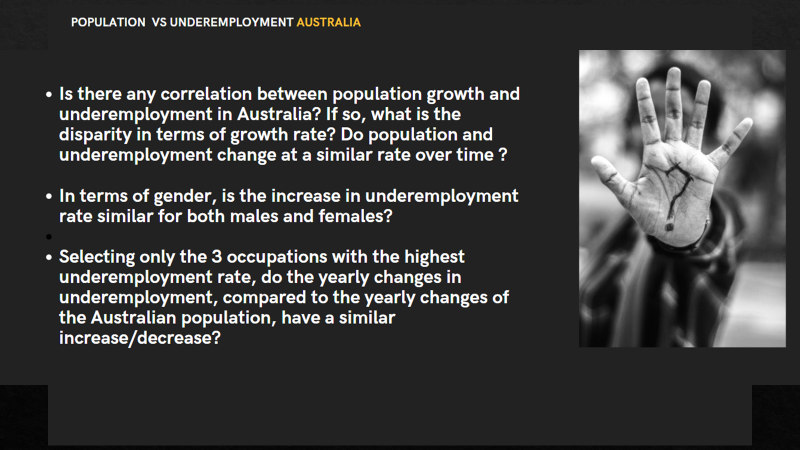 POPULATION VS UNDEREMPLOYMENT AUSTRALIA
• Is there any correlation between population growth and
underemployment in Australia? If so, what is the
disparity in terms of growth rate? Do population and
underemployment change at a similar rate over time ?
• In terms of gender, is the increase in underemployment
rate similar for both males and females?
• Selecting only the 3 occupations with the highest
underemployment rate, do the yearly changes in
underemployment, compared to the yearly changes of
the Australian population, have a similar
increase/decrease?
?